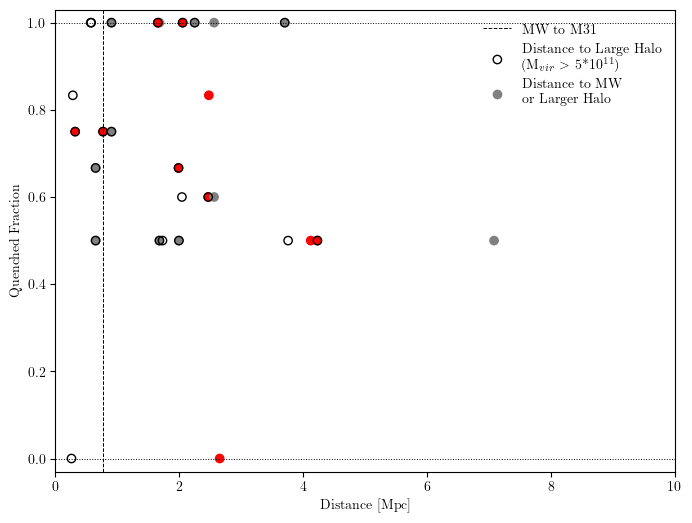 1.0
0.8
0.6
0.4
0.2
0.0
Quenched Fraction
0
2
4
6
8
10
Distance [Mpc]
MW to M31
Distance to Large Halo
(M_{vir} > 5*10^{11})
Distance to MW
or Larger Halo